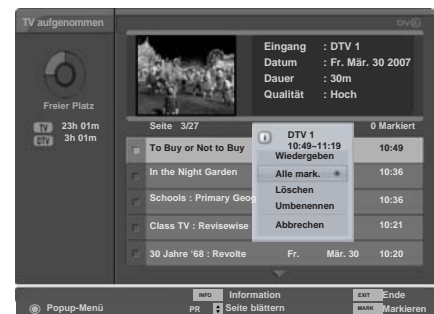 TV aufgenommen
DTV
Eingang : DTV 1
Datum : Fr. Mär. 30 2007
Dauer : 30m
Qualität : Hoch
Freier Platz
TV 23h 01m
DTV 3h 01m
Seite 3/27
0 Markiert
To Buy or Not to Buy 10:49
In the Night Garden 10:36
Schools : Primary Geog 10:36
Class TV : Revisewise 10:21
30 Jahre '68 : Revolte Fr. Mär. 30 10:20
DTV 1
10:49~11:19
Wiedergeben
Alle mark.
Löschen
Umbenennen
Abbrechen
INFO Information EXIT Ende
Popup-Menü PR Seite blättern MARK Markieren